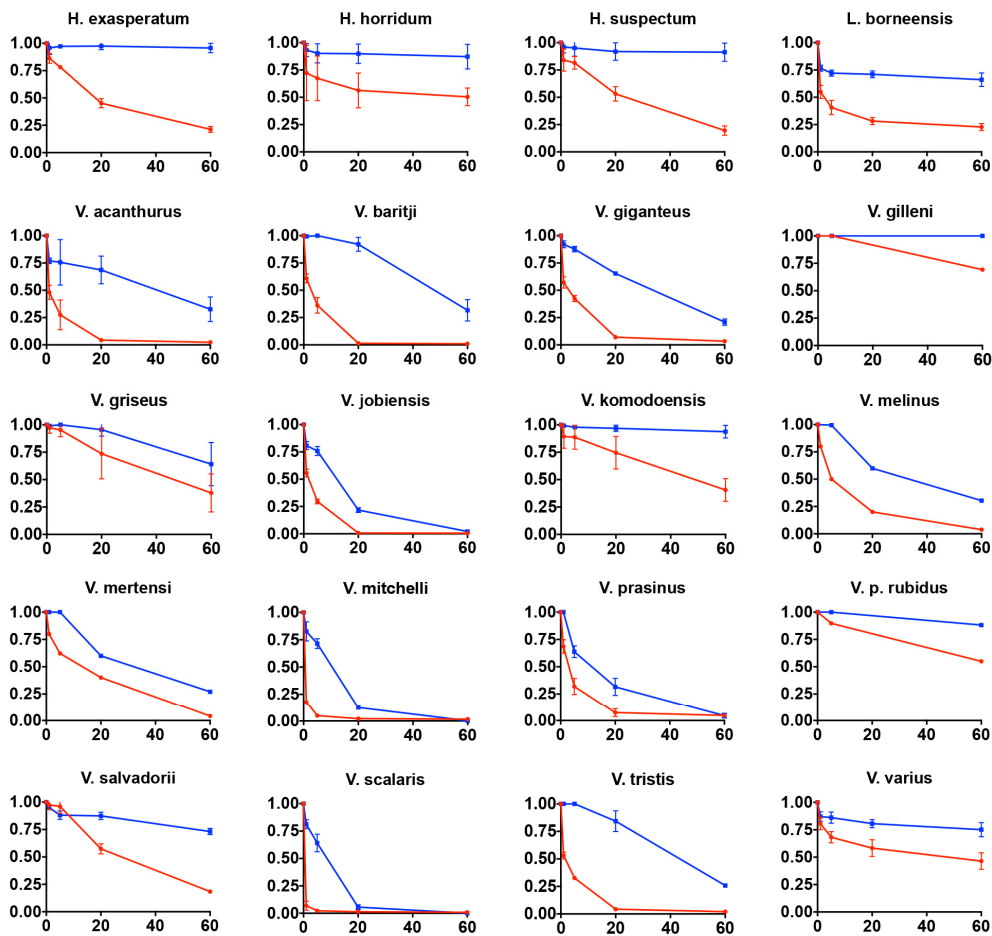 H. exasperatum H. horridum H. suspectum L. borneensis
1.00 1.00 1.00 1.00
0.75 0.75 0.75 0.75
0.50 0.50 0.50 0.50
0.25 0.25 0.25 0.25
0.00 0.00 0.00 0.00
0 20 40 60 0 20 40 60 0 20 40 60 0 20 40 60
V. acanthurus V. baritji V. giganteus V. gilleni
1.00 1.00 1.00 1.00
0.75 0.75 0.75 0.75
0.50 0.50 0.50 0.50
0.25 0.25 0.25 0.25
0.00 0.00 0.00 0.00
0 20 40 60 0 20 40 60 0 20 40 60 0 20 40 60
V. griseus V. jobiensis V. komodoensis V. melinus
1.00 1.00 1.00 1.00
0.75 0.75 0.75 0.75
0.50 0.50 0.50 0.50
0.25 0.25 0.25 0.25
0.00 0.00 0.00 0.00
0 20 40 60 0 20 40 60 0 20 40 60 0 20 40 60
V. mertensi V. mitchelli V. prasinus V. p. rubidus
1.00 1.00 1.00 1.00
0.75 0.75 0.75 0.75
0.50 0.50 0.50 0.50
0.25 0.25 0.25 0.25
0.00 0.00 0.00 0.00
0 20 40 60 0 20 40 60 0 20 40 60 0 20 40 60
V. salvadorii V. scalaris V. tristis V. varius
1.00 1.00 1.00 1.00
0.75 0.75 0.75 0.75
0.50 0.50 0.50 0.50
0.25 0.25 0.25 0.25
0.00 0.00 0.00 0.00
0 20 40 60 0 20 40 60 0 20 40 60 0 20 40 60